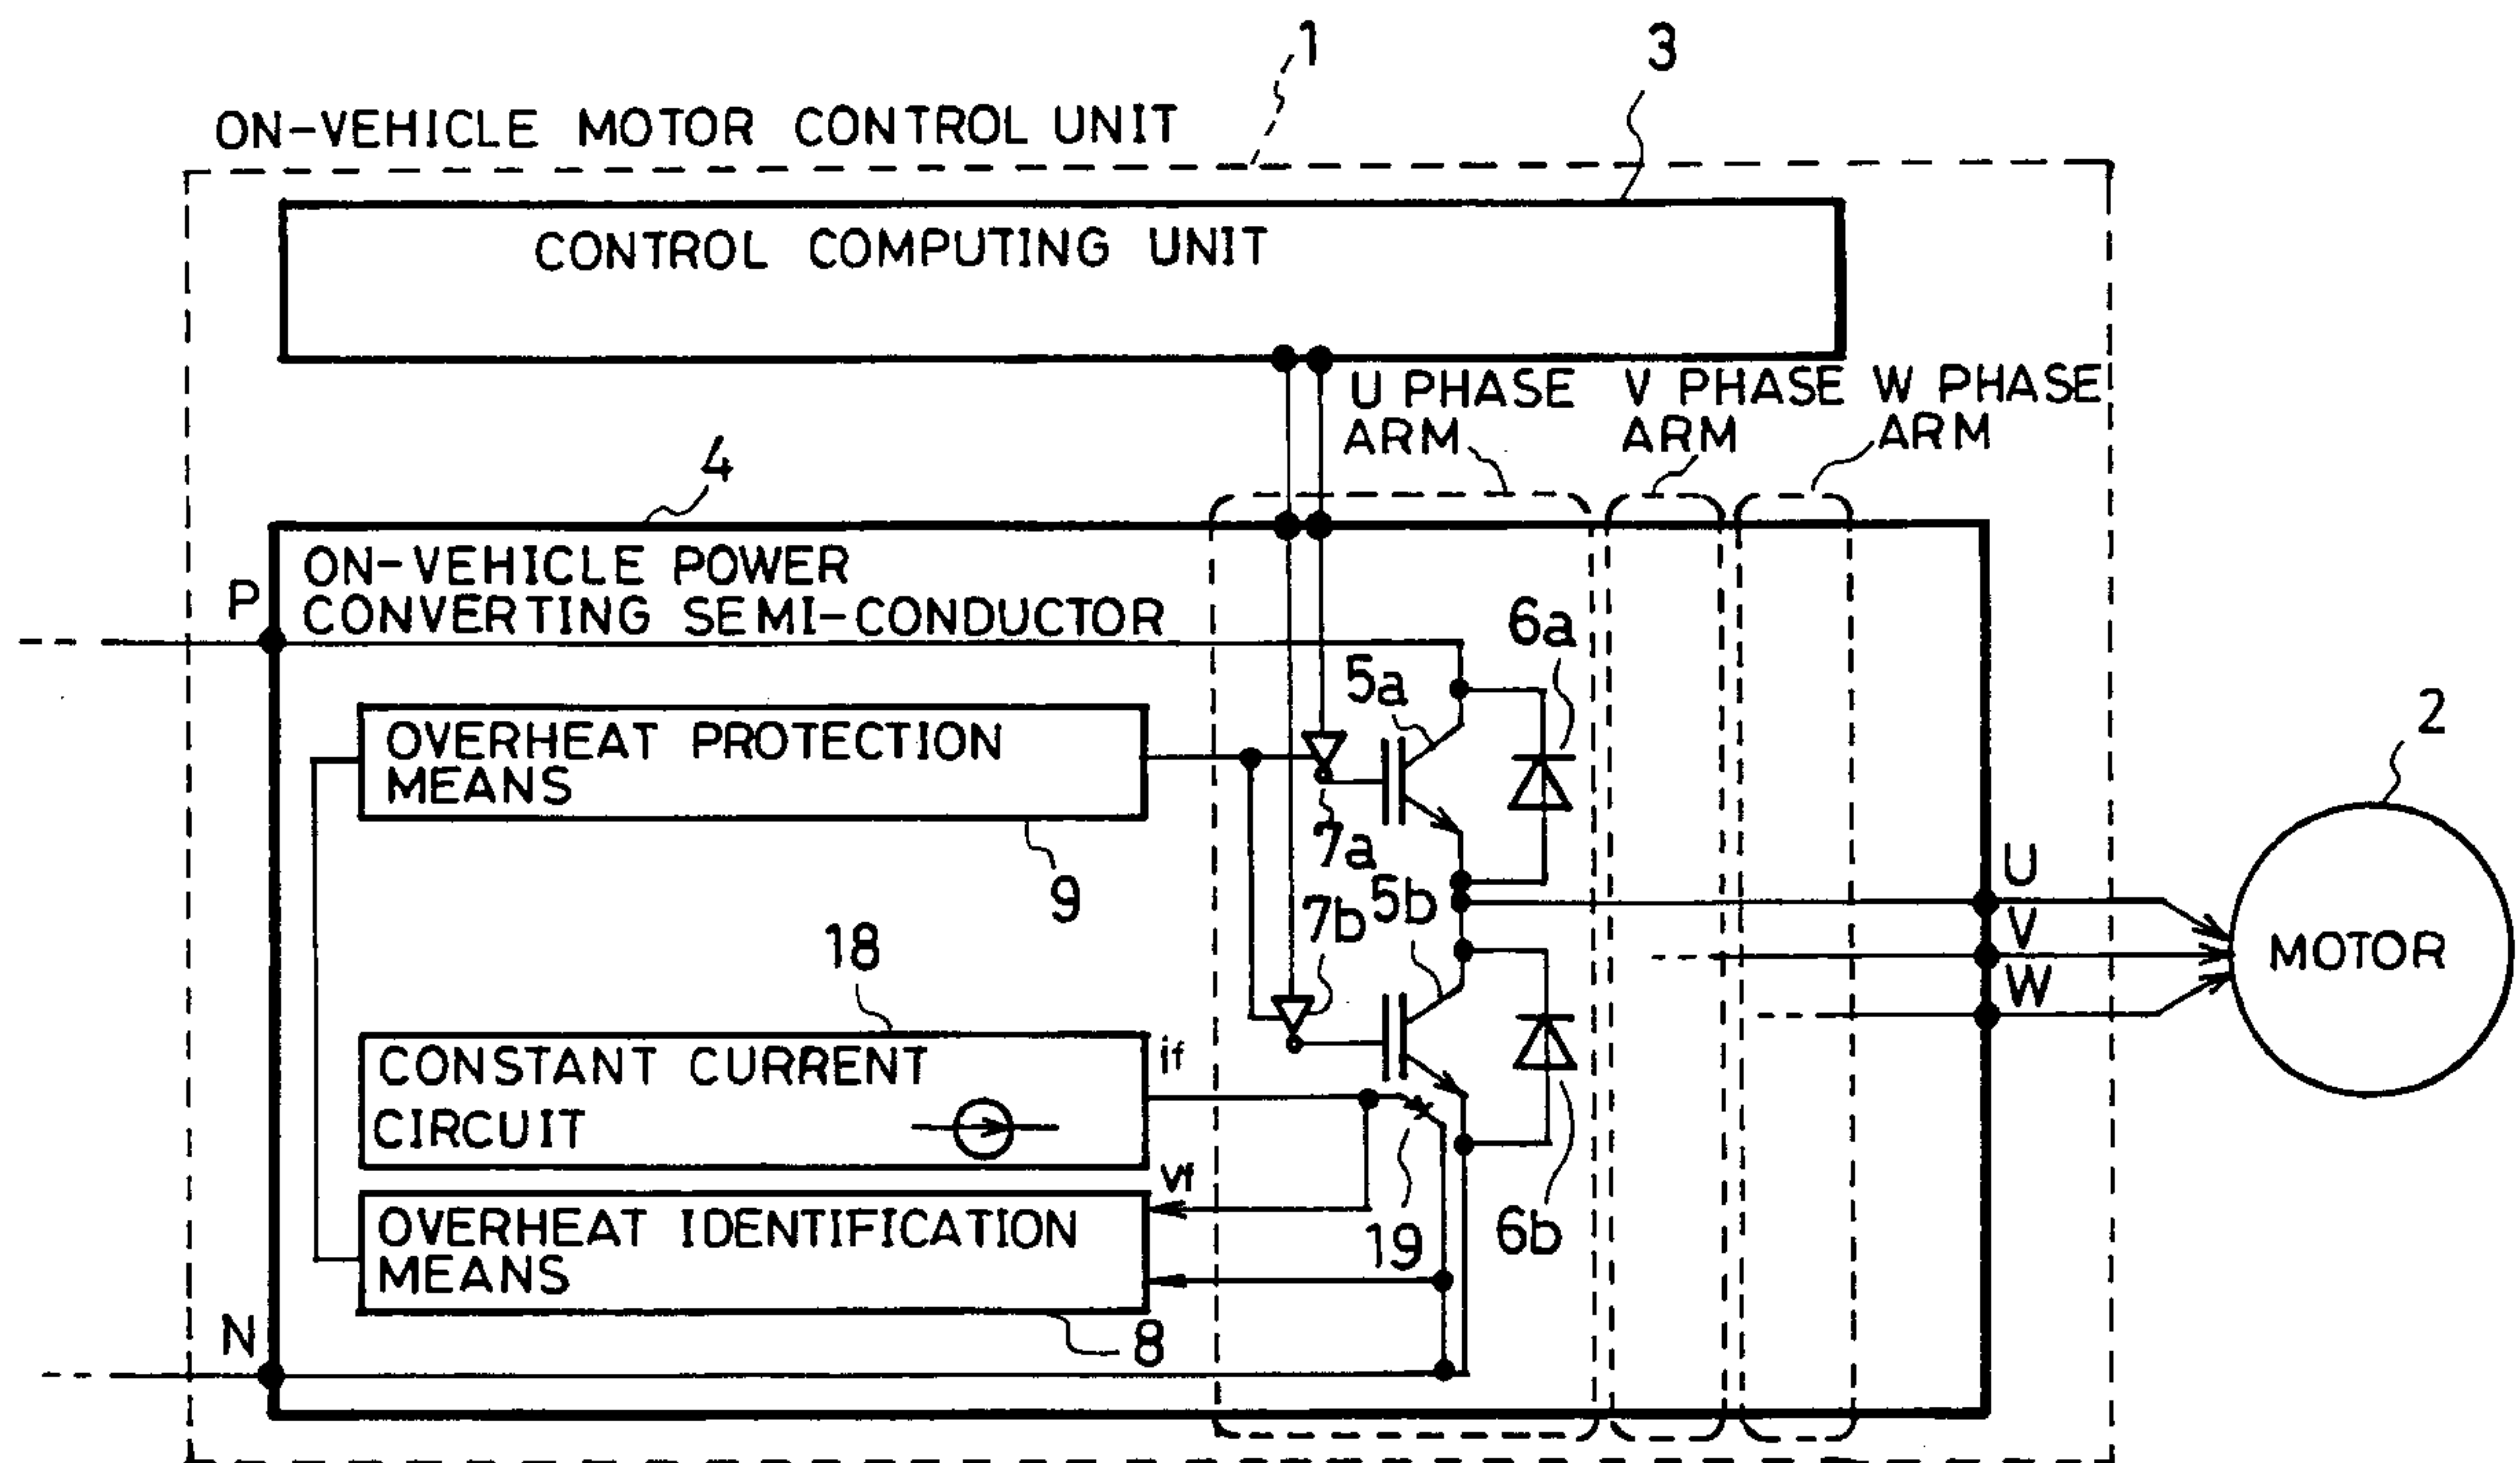 1
3
ON-VEHICLE MOTOR CONTROL UNIT
CONTROL COMPUTING UNIT
U PHASE
ARM
V PHASE
ARM
W PHASE
ARM
4
ON-VEHICLE POWER
CONVERTING SEMI-CONDUCTOR
P
6a
5a
2
OVERHEAT PROTECTION
MEANS
7a
9
U
5b
7b
V
18
MOTOR
W
CONSTANT CURRENT
CIRCUIT
if
Vf
OVERHEAT IDENTIFICATION
MEANS
19
6b
N
8